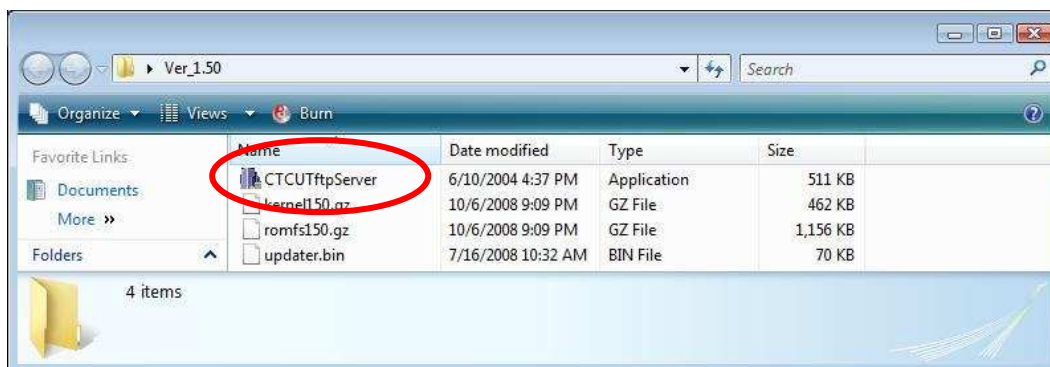 Ver_1.50
Search
Organize Views Burn
Favorite Links
Documents
More »
Folders
Name Date modified Type Size
CTCUTftpServer 6/10/2004 4:37 PM Application 511 KB
kernel150.gz 10/6/2008 9:09 PM GZ File 462 KB
romfs150.gz 10/6/2008 9:09 PM GZ File 1,156 KB
updater.bin 7/16/2008 10:32 AM BIN File 70 KB
4 items